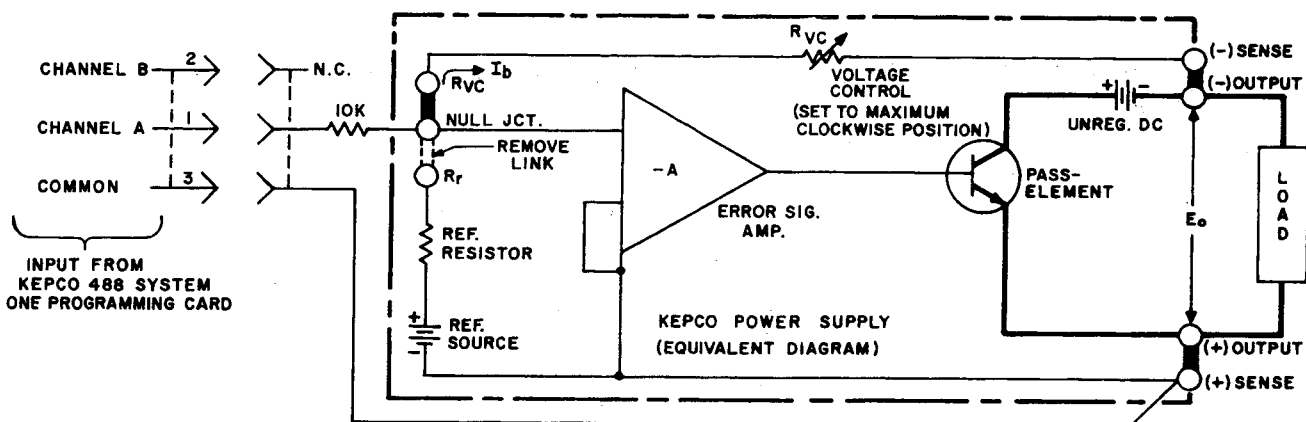 CHANNEL B
2
N.C.
CHANNEL A
1
10K
COMMON
3
INPUT FROM
KEPCO 488 SYSTEM
ONE PROGRAMMING CARD
RVC
Ib
NULL JCT.
REMOVE
LINK
Rr
REF.
RESISTOR
+
-
REF.
SOURCE
-A
ERROR SIG.
AMP.
KEPCO POWER SUPPLY
(EQUIVALENT DIAGRAM)
RVC
VOLTAGE
CONTROL
(SET TO MAXIMUM
CLOCKWISE POSITION)
PASS-
ELEMENT
+
-
UNREG. DC
(-) SENSE
(-) OUTPUT
Eo
LOAD
(+) OUTPUT
(+) SENSE